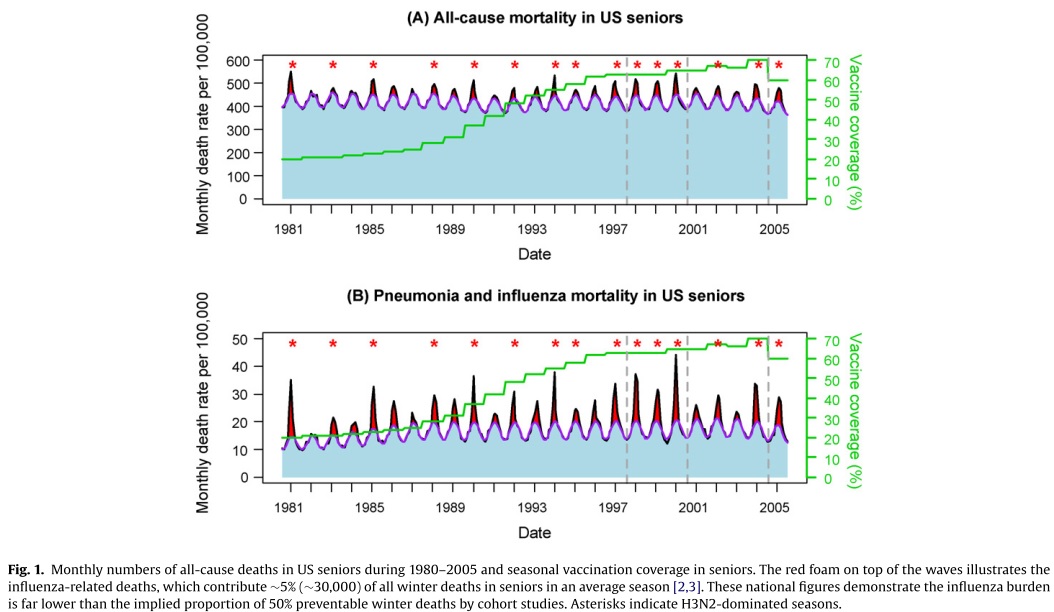 (A) All-cause mortality in US seniors
Monthly death rate per 100,000
600
500
400
300
200
100
0
* * * * * * * * * * * * * * *
70
60
50
40
30
20
10
0
Vaccine coverage (%)
1981 1985 1989 1993 1997 2001 2005
Date
(B) Pneumonia and influenza mortality in US seniors
Monthly death rate per 100,000
50
40
30
20
10
0
* * * * * * * * * * * * * * *
70
60
50
40
30
20
10
0
Vaccine coverage (%)
1981 1985 1989 1993 1997 2001 2005
Date
Fig. 1. Monthly numbers of all-cause deaths in US seniors during 1980–2005 and seasonal vaccination coverage in seniors. The red foam on top of the waves illustrates the
influenza-related deaths, which contribute ∼5% (∼30,000) of all winter deaths in seniors in an average season [2,3]. These national figures demonstrate the influenza burden
is far lower than the implied proportion of 50% preventable winter deaths by cohort studies. Asterisks indicate H3N2-dominated seasons.